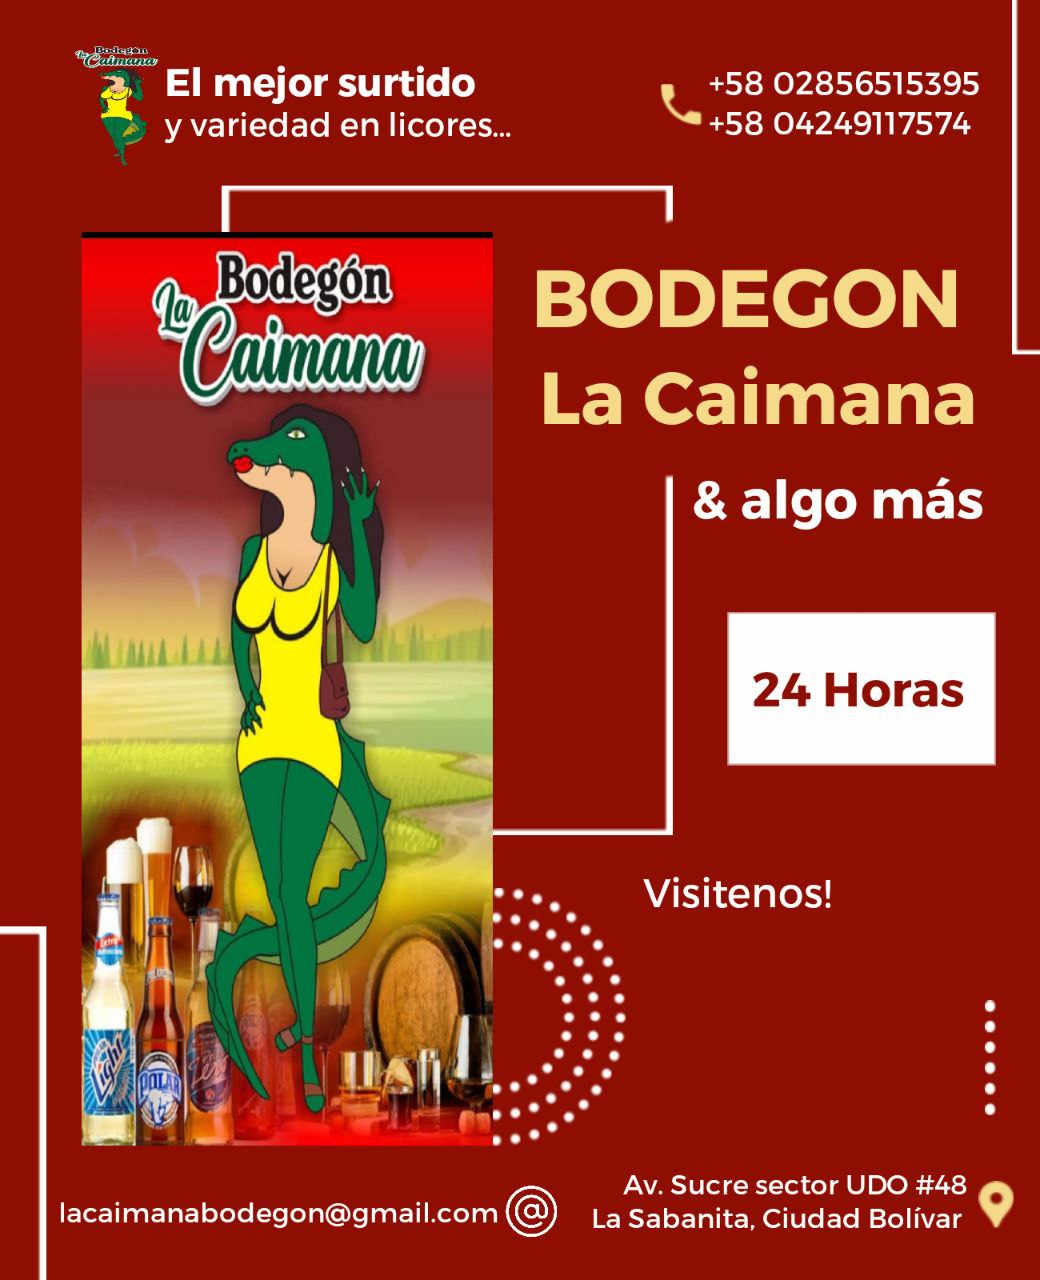 Bodegón
La Caimana
El mejor surtido
y variedad en licores...
+58 02856515395
+58 04249117574
Bodegón
La Caimana
BODEGON
La Caimana
& algo más
24 Horas
Visitenos!
Light
POLAR
lacaimanabodegon@gmail.com
Av. Sucre sector UDO #48
La Sabanita, Ciudad Bolívar